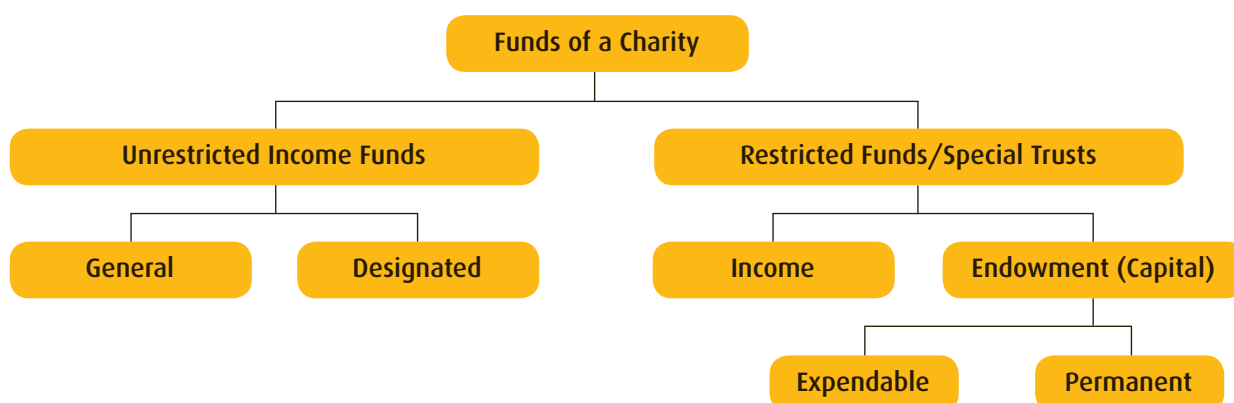 Funds of a Charity
Unrestricted Income Funds
Restricted Funds/Special Trusts
General
Designated
Income
Endowment (Capital)
Expendable
Permanent